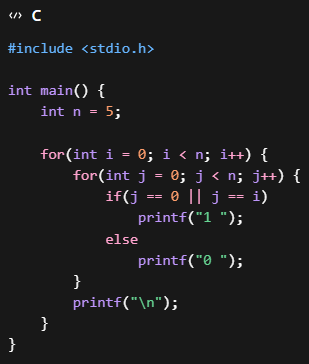 </> C
#include <stdio.h>
int main() {
    int n = 5;
    for(int i = 0; i < n; i++) {
        for(int j = 0; j < n; j++) {
            if(j == 0 || j == i)
                printf("1 ");
            else
                printf("0 ");
        }
        printf("\n");
    }
}